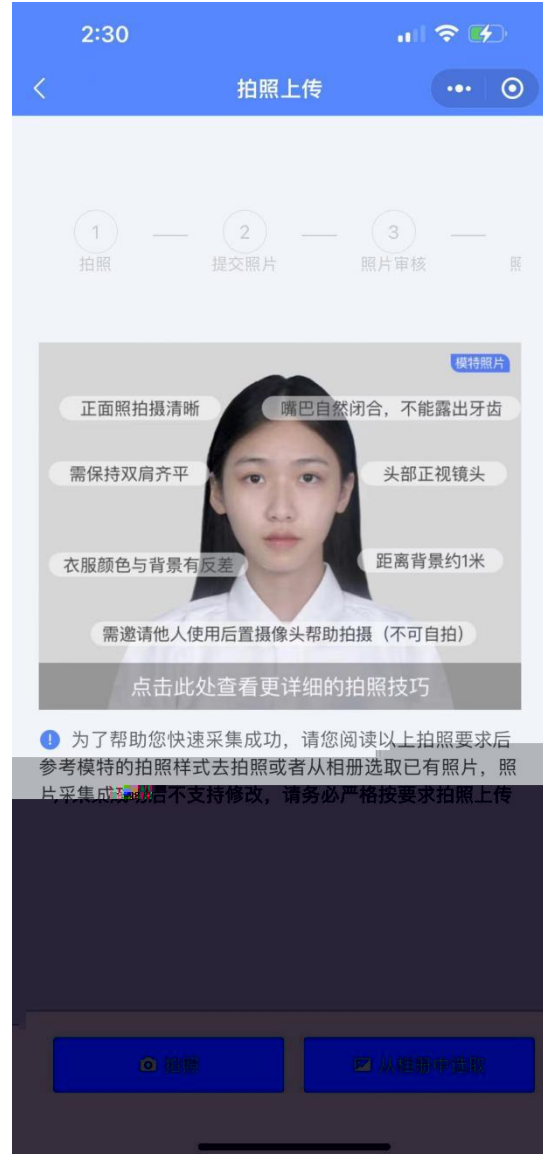 2:30
拍照上传
1
2
3
拍照
提交照片
照片审核
照
模特照片
正面照拍摄清晰
嘴巴自然闭合，不能露出牙齿
需保持双肩齐平
头部正视镜头
衣服颜色与背景有反差
距离背景约1米
需邀请他人使用后置摄像头帮助拍摄（不可自拍）
点击此处查看更详细的拍照技巧
为了帮助您快速采集成功，请您阅读以上拍照要求后
参考模特的拍照样式去拍照或者从相册选取已有照片，照
片采集成功后不支持修改，请务必严格按要求拍照上传
拍照
从相册中选取